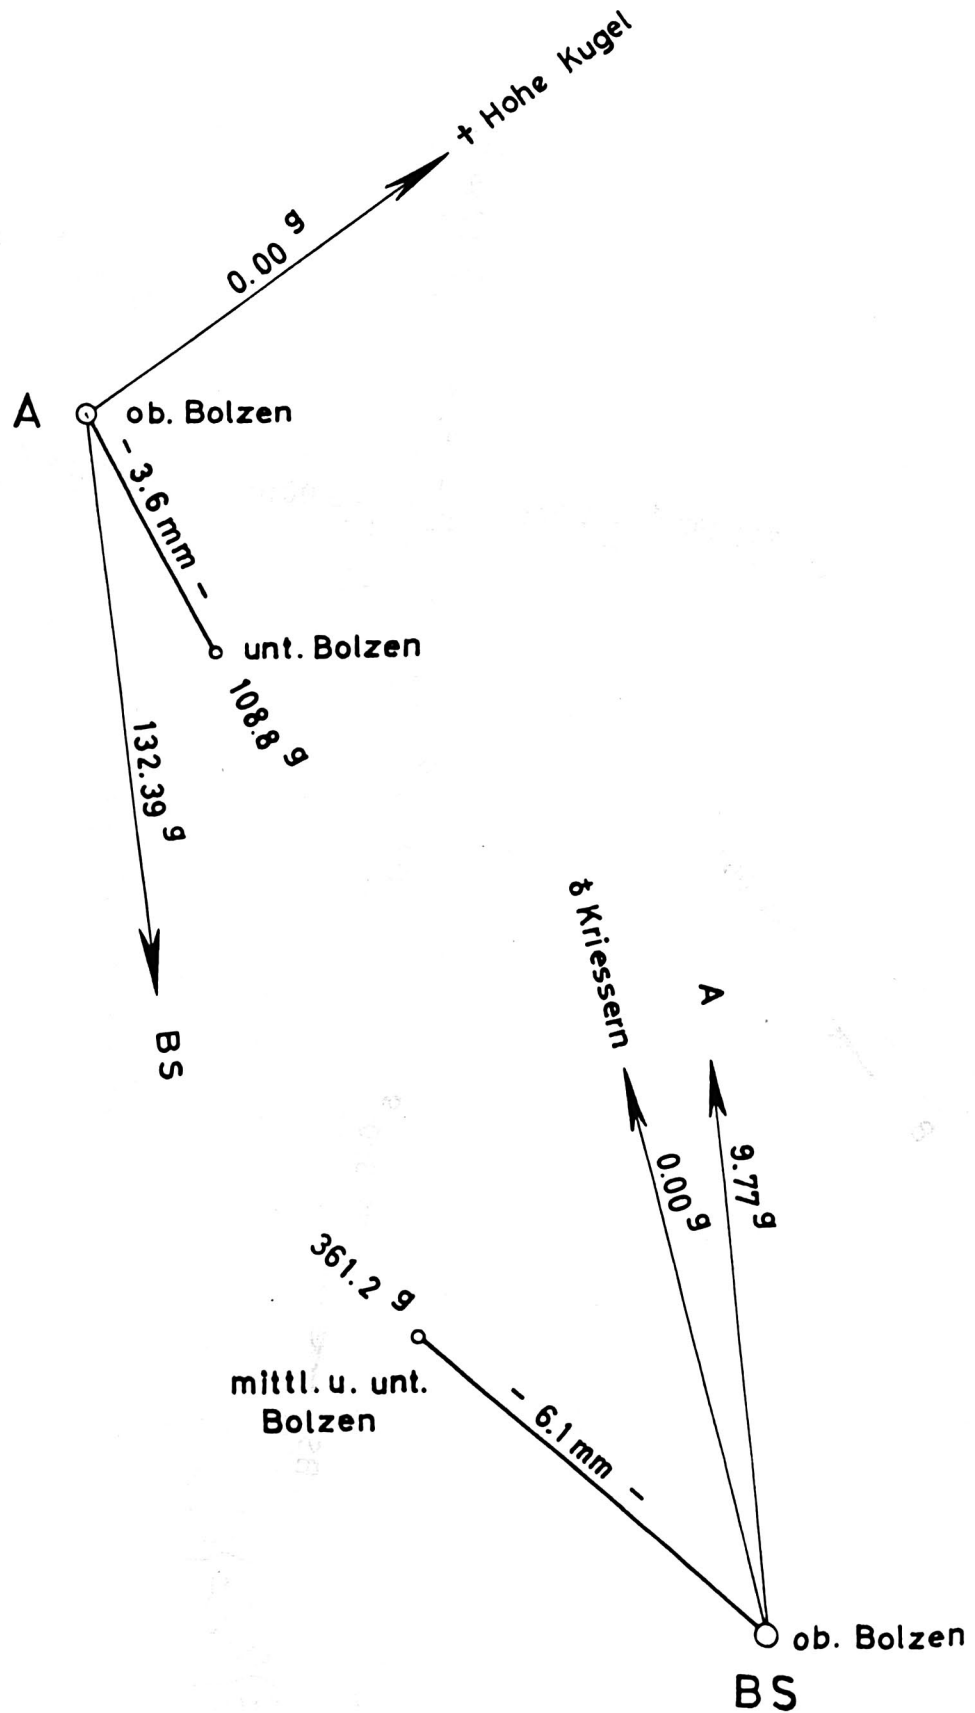 + Hohe Kugel
0.00 g
A
ob. Bolzen
- 3.6 mm -
unt. Bolzen
108.8 g
132.39 g
BS
Kriessern
A
0.00 g
9.77 g
361.2 g
mittl. u. unt.
Bolzen
- 6.1 mm -
ob. Bolzen
BS